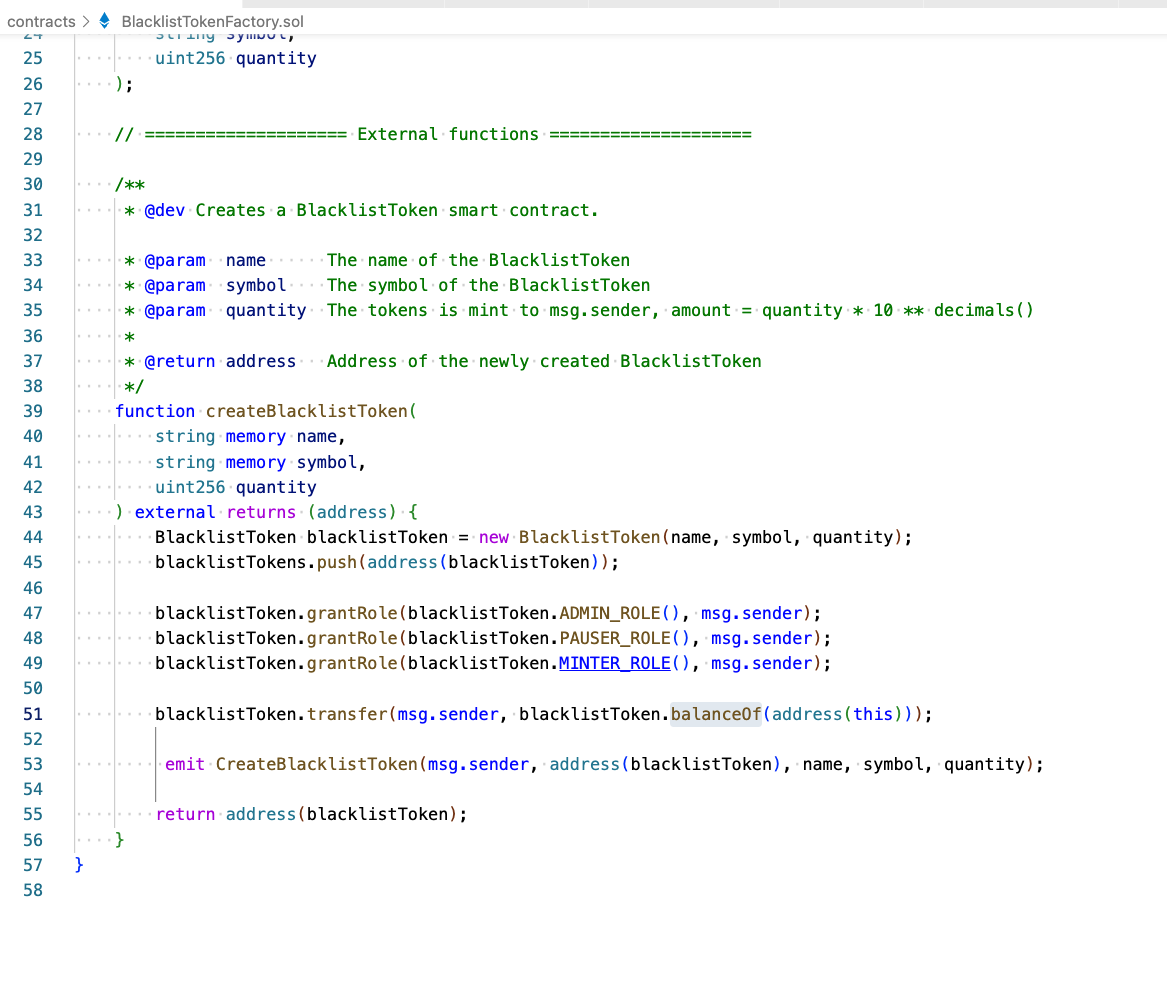 contracts > BlacklistTokenFactory.sol
24 string symbol,
25 uint256 quantity
26 );
27
28 // ==================== External functions ====================
29
30 /**
31 * @dev Creates a BlacklistToken smart contract.
32
33 * @param name The name of the BlacklistToken
34 * @param symbol The symbol of the BlacklistToken
35 * @param quantity The tokens is mint to msg.sender, amount = quantity * 10 ** decimals()
36 *
37 * @return address Address of the newly created BlacklistToken
38 */
39 function createBlacklistToken(
40 string memory name,
41 string memory symbol,
42 uint256 quantity
43 ) external returns (address) {
44 BlacklistToken blacklistToken = new BlacklistToken(name, symbol, quantity);
45 blacklistTokens.push(address(blacklistToken));
46
47 blacklistToken.grantRole(blacklistToken.ADMIN_ROLE(), msg.sender);
48 blacklistToken.grantRole(blacklistToken.PAUSER_ROLE(), msg.sender);
49 blacklistToken.grantRole(blacklistToken.MINTER_ROLE(), msg.sender);
50
51 blacklistToken.transfer(msg.sender, blacklistToken.balanceOf(address(this)));
52
53 emit CreateBlacklistToken(msg.sender, address(blacklistToken), name, symbol, quantity);
54
55 return address(blacklistToken);
56 }
57 }
58